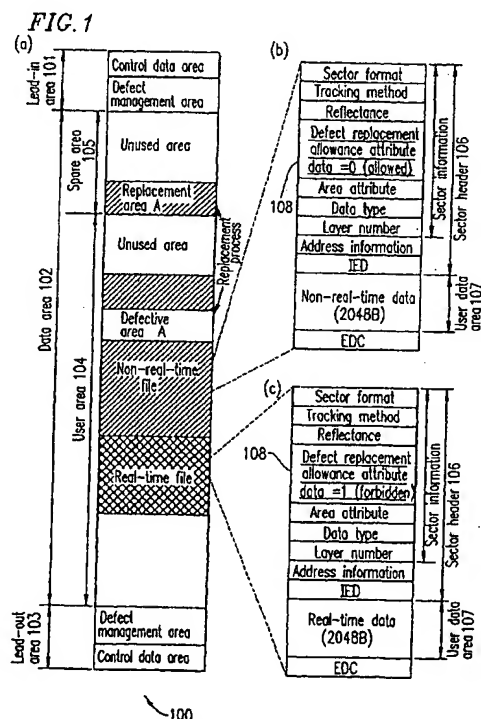 FIG. 1
(a)
Lead-in
area 101
Control data area
Defect
management area
Data area 102
Spare area
105
Unused area
Replacement
area A
User area 104
Unused area
Replacement process
Defective
area A
Non-real-time
file
Real-time file
Lead-out
area 103
Defect
management area
Control data area
100
(b)
Sector format
Tracking method
Reflectance
Defect replacement
allowance attribute
data =0 (allowed)
108
Area attribute
Data type
Layer number
Address information
IED
Non-real-time data
(2048B)
EDC
Sector information
Sector header 106
User data
area 107
(c)
Sector format
Tracking method
Reflectance
Defect replacement
allowance attribute
data =1 (forbidden)
108
Area attribute
Data type
Layer number
Address information
IED
Real-time data
(2048B)
EDC
Sector information
Sector header 106
User data
area 107